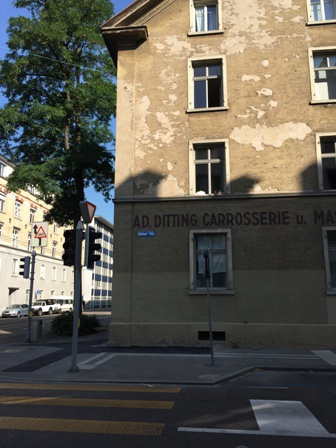 AD. DITTING CARROSSERIE u. MA